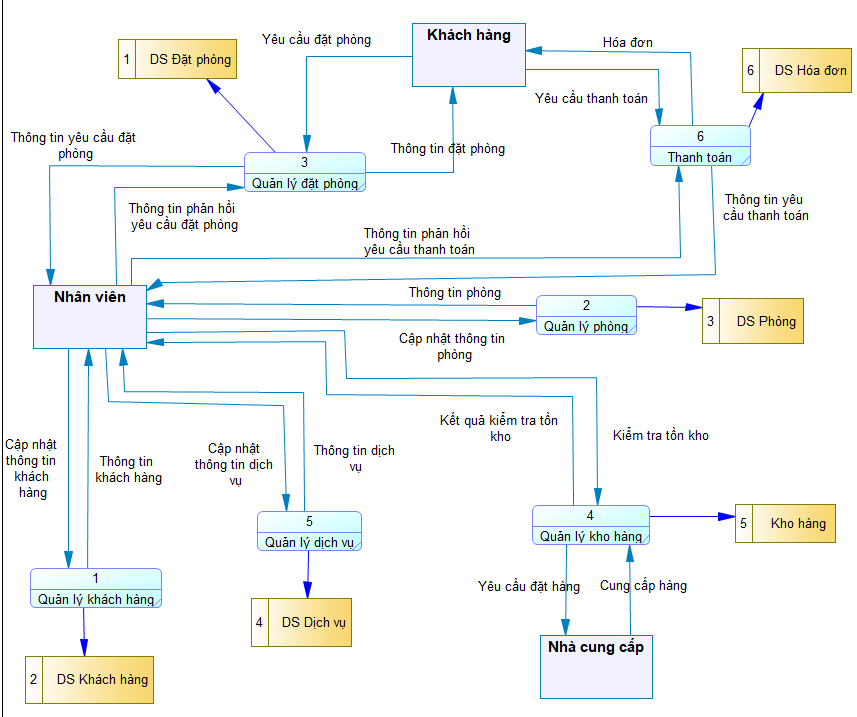 Khách hàng
Yêu cầu đặt phòng
Hóa đơn
1
DS Đặt phòng
6
DS Hóa đơn
Yêu cầu thanh toán
Thông tin yêu cầu đặt
phòng
Thông tin đặt phòng
3
Quản lý đặt phòng
6
Thanh toán
Thông tin phản hồi
yêu cầu đặt phòng
Thông tin yêu
cầu thanh toán
Thông tin phản hồi
yêu cầu thanh toán
Nhân viên
Thông tin phòng
2
Quản lý phòng
3
DS Phòng
Cập nhật thông tin
phòng
Kết quả kiểm tra tồn
kho
Kiểm tra tồn kho
Cập nhật
thông tin
khách
hàng
Thông tin
khách hàng
Cập nhật
thông tin dịch
vụ
Thông tin dịch
vụ
5
Quản lý dịch vụ
4
Quản lý kho hàng
5
Kho hàng
1
Quản lý khách hàng
Yêu cầu đặt hàng
Cung cấp hàng
4
DS Dịch vụ
Nhà cung cấp
2
DS Khách hàng